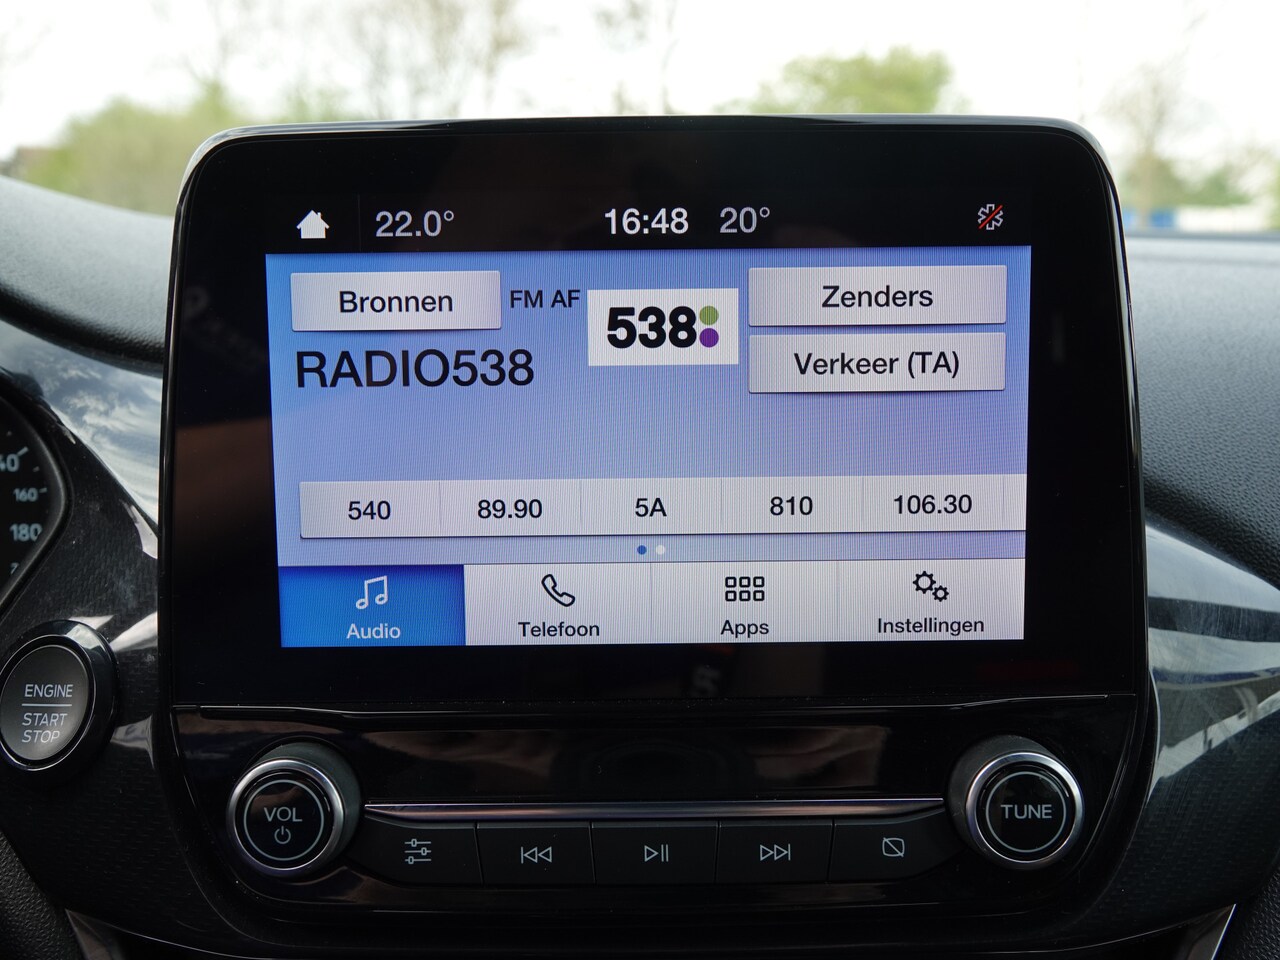 22.0° 16:48 20°
Bronnen FM AF 538 Zenders
RADIO538 Verkeer (TA)
540 89.90 5A 810 106.30
Audio Telefoon Apps Instellingen
160
180
ENGINE
START
STOP
VOL
TUNE